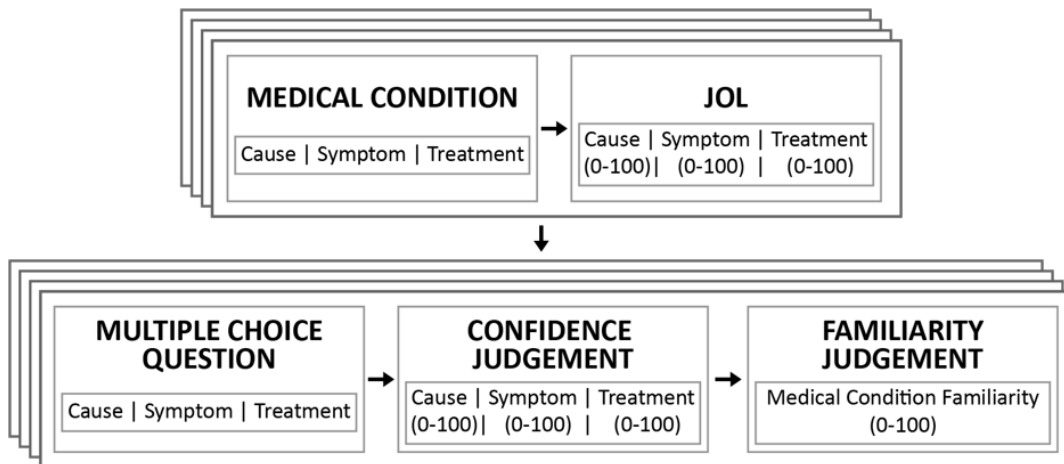 MEDICAL CONDITION
Cause | Symptom | Treatment
JOL
Cause | Symptom | Treatment
(0-100)| (0-100) | (0-100)
MULTIPLE CHOICE
QUESTION
Cause | Symptom | Treatment
CONFIDENCE
JUDGEMENT
Cause | Symptom | Treatment
(0-100)| (0-100) | (0-100)
FAMILIARITY
JUDGEMENT
Medical Condition Familiarity
(0-100)